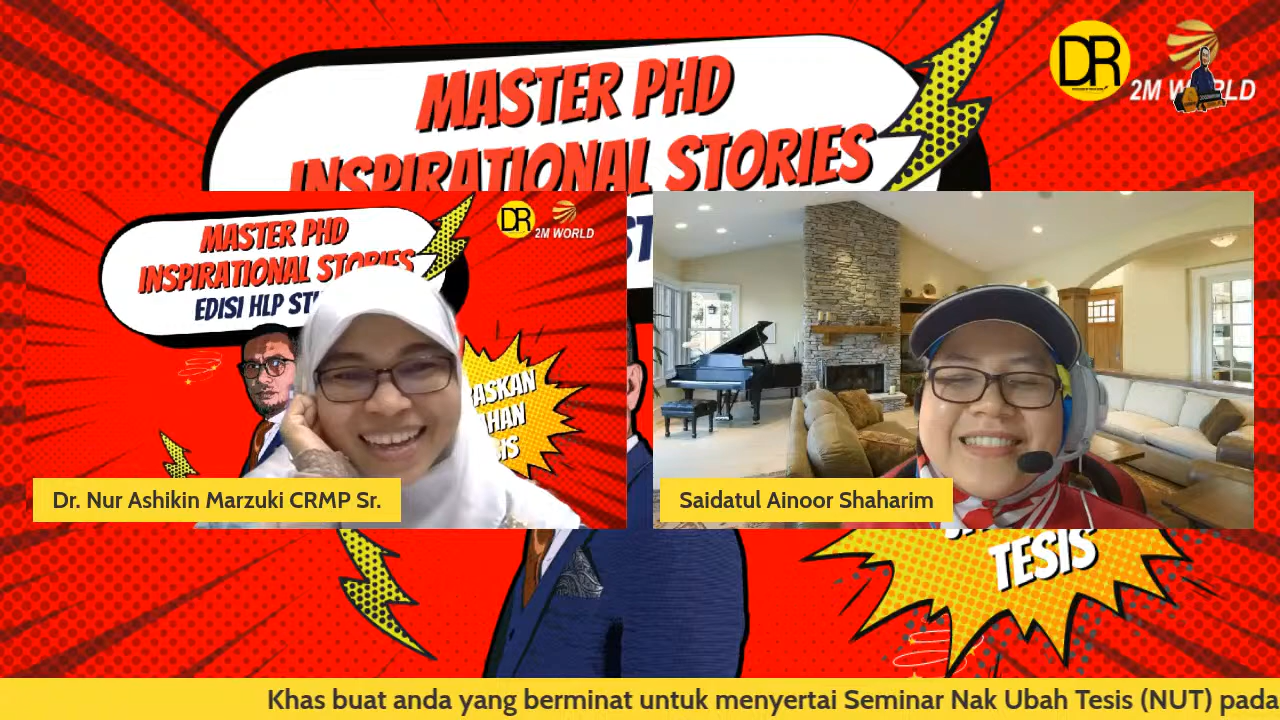 MASTER PHD
INSPIRATIONAL STORIES
DR
2M WORLD
MASTER PHD
INSPIRATIONAL STORIES
EDISI HLP
DR
2M WORLD
Dr. Nur Ashikin Marzuki CRMP Sr.
Saidatul Ainoor Shaharim
TESIS
Khas buat anda yang berminat untuk menyertai Seminar Nak Ubah Tesis (NUT) pada